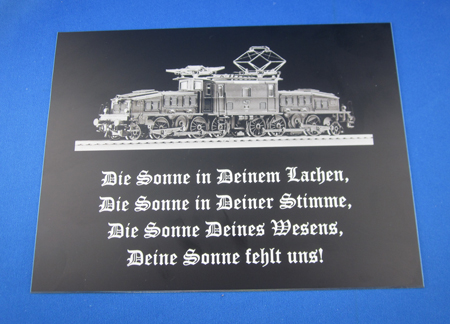 Die Sonne in Deinem Lachen,
Die Sonne in Deiner Stimme,
Die Sonne Deines Wesens,
Deine Sonne fehlt uns!